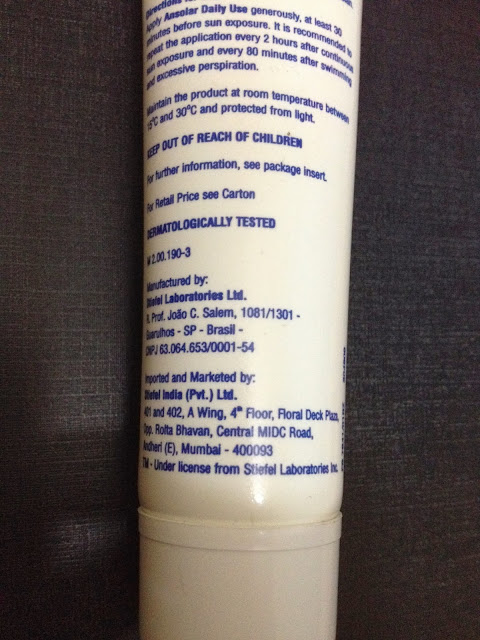 Directions
Apply Ansolar Daily Use generously, at least 30
minutes before sun exposure. It is recommended to
repeat the application every 2 hours after continuous
sun exposure and every 80 minutes after swimming
and excessive perspiration.
Maintain the product at room temperature between
15°C and 30°C and protected from light.
KEEP OUT OF REACH OF CHILDREN
For further information, see package insert.
For Retail Price see Carton
DERMATOLOGICALLY TESTED
M 2.00.190-3
Manufactured by:
Stiefel Laboratories Ltd.
R. Prof. João C. Salem, 1081/1301 -
Guarulhos - SP - Brasil -
CNPJ 63.064.653/0001-54
Imported and Marketed by:
Stiefel India (Pvt.) Ltd.
401 and 402, A Wing, 4th Floor, Floral Deck Plaza,
Opp. Rolta Bhavan, Central MIDC Road,
Andheri (E), Mumbai - 400093
TM - Under license from Stiefel Laboratories Inc.